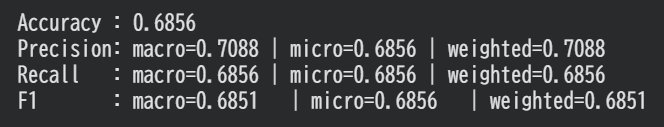 Accuracy : 0.6856
Precision: macro=0.7088 | micro=0.6856 | weighted=0.7088
Recall   : macro=0.6856 | micro=0.6856 | weighted=0.6856
F1       : macro=0.6851   | micro=0.6856   | weighted=0.6851